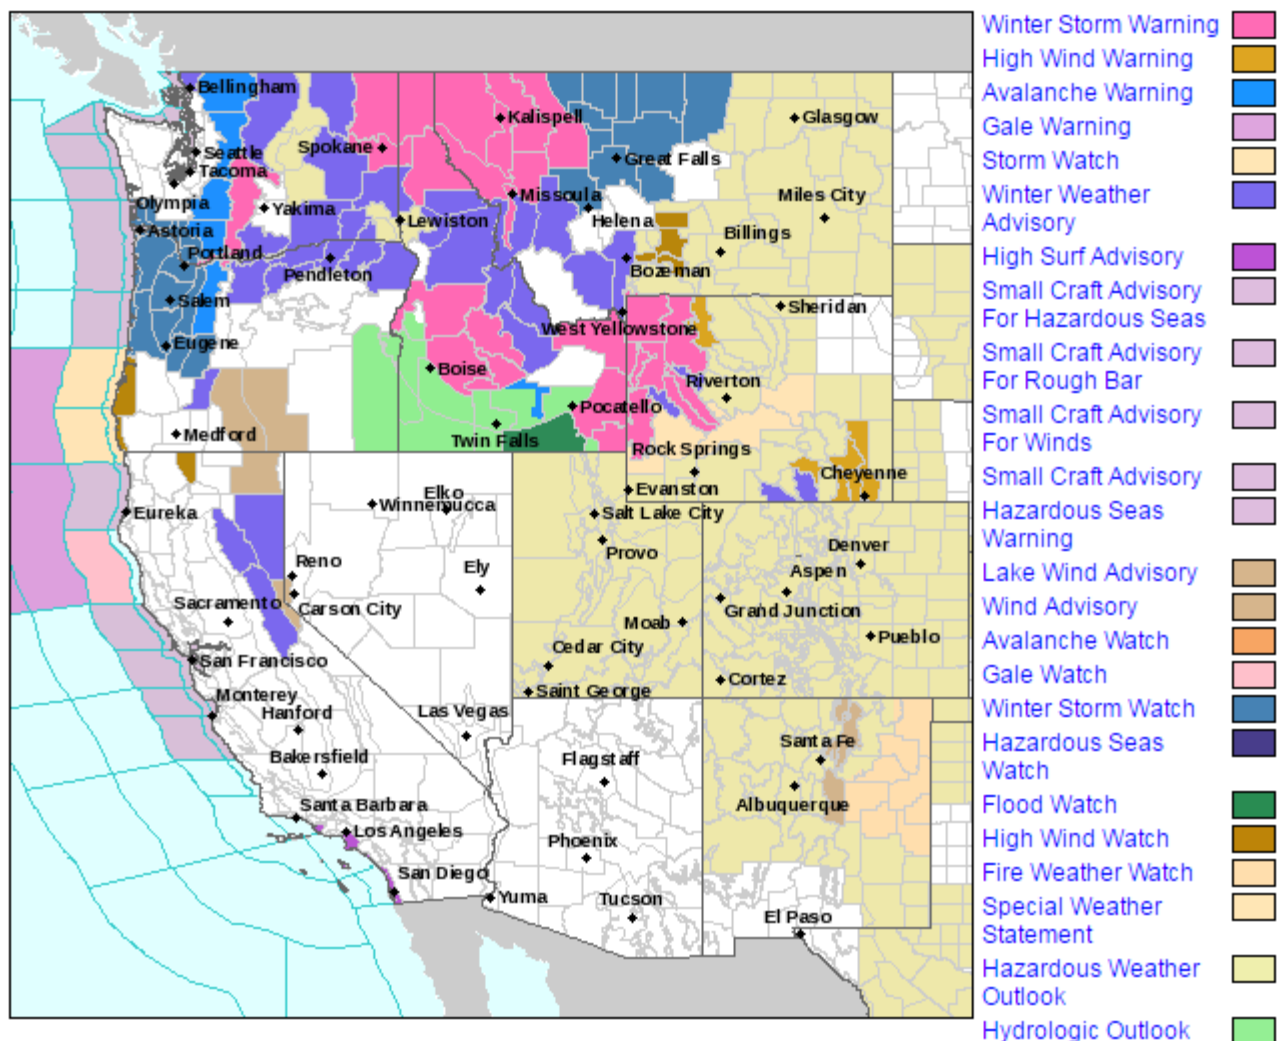 Bellingham
Seattle
Tacoma
Olympia
Astoria
Portland
Salem
Eugene
Medford
Spokane
Yakima
Pendleton
Lewiston
Kalispell
Missoula
Great Falls
Helena
Bozeman
Glasgow
Miles City
Billings
West Yellowstone
Sheridan
Boise
Pocatello
Twin Falls
Riverton
Rock Springs
Cheyenne
Evanston
Eureka
Elko
Winnemucca
Reno
Ely
Carson City
Sacramento
San Francisco
Monterey
Hanford
Bakersfield
Las Vegas
Santa Barbara
Los Angeles
San Diego
Salt Lake City
Provo
Moab
Cedar City
Saint George
Denver
Aspen
Grand Junction
Pueblo
Cortez
Flagstaff
Phoenix
Yuma
Tucson
Santa Fe
Albuquerque
El Paso
Winter Storm Warning
High Wind Warning
Avalanche Warning
Gale Warning
Storm Watch
Winter Weather
Advisory
High Surf Advisory
Small Craft Advisory
For Hazardous Seas
Small Craft Advisory
For Rough Bar
Small Craft Advisory
For Winds
Small Craft Advisory
Hazardous Seas
Warning
Lake Wind Advisory
Wind Advisory
Avalanche Watch
Gale Watch
Winter Storm Watch
Hazardous Seas
Watch
Flood Watch
High Wind Watch
Fire Weather Watch
Special Weather
Statement
Hazardous Weather
Outlook
Hydrologic Outlook